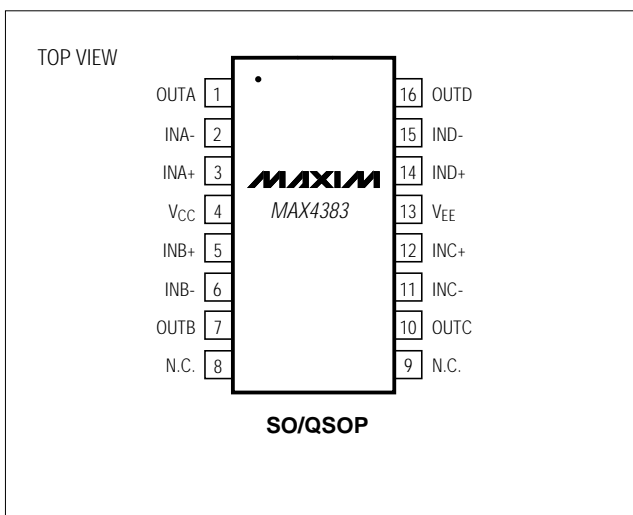 TOP VIEW
OUTA 1 16 OUTD
INA- 2 15 IND-
INA+ 3 14 IND+
MAXIM
VCC 4 MAX4383 13 VEE
INB+ 5 12 INC+
INB- 6 11 INC-
OUTB 7 10 OUTC
N.C. 8 9 N.C.
SO/QSOP